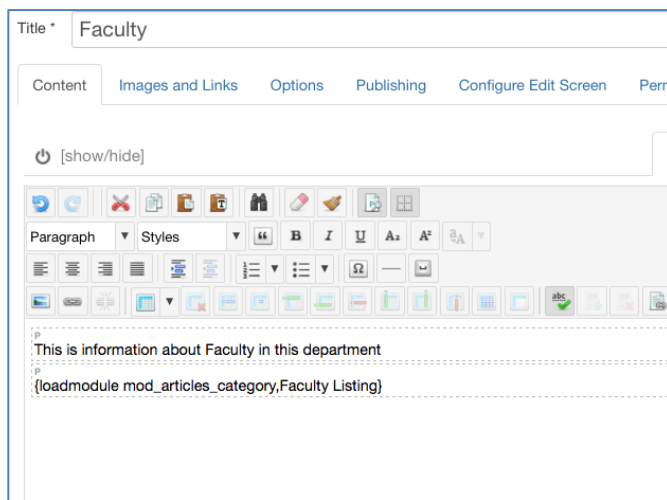 Title * Faculty
Content Images and Links Options Publishing Configure Edit Screen
[show/hide]
Paragraph Styles
This is information about Faculty in this department
{loadmodule mod_articles_category,Faculty Listing}